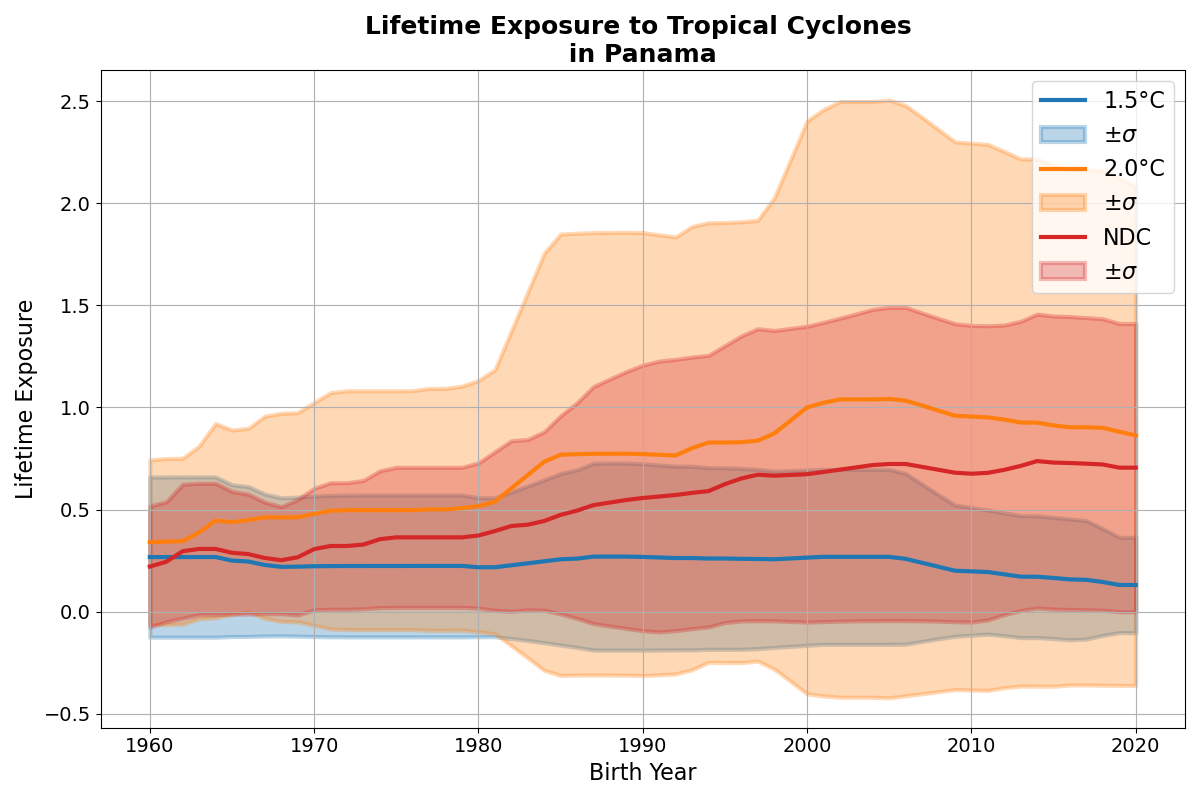 Lifetime Exposure to Tropical Cyclones
in Panama
1.5°C
±σ
2.0°C
±σ
NDC
±σ
Lifetime Exposure
2.5
2.0
1.5
1.0
0.5
0.0
−0.5
1960
1970
1980
1990
2000
2010
2020
Birth Year